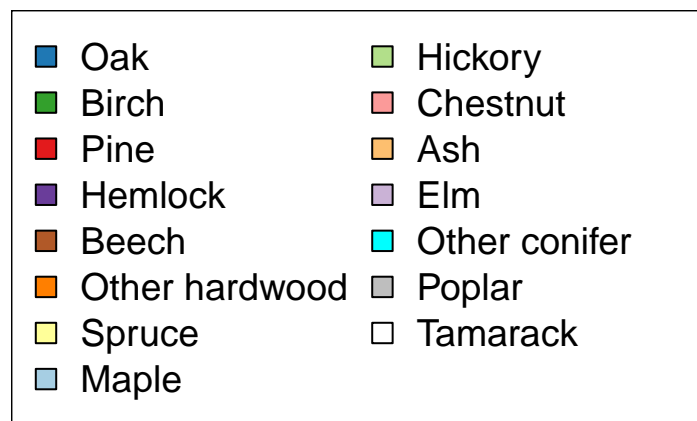 Oak
Birch
Pine
Hemlock
Beech
Other hardwood
Spruce
Maple
Hickory
Chestnut
Ash
Elm
Other conifer
Poplar
Tamarack